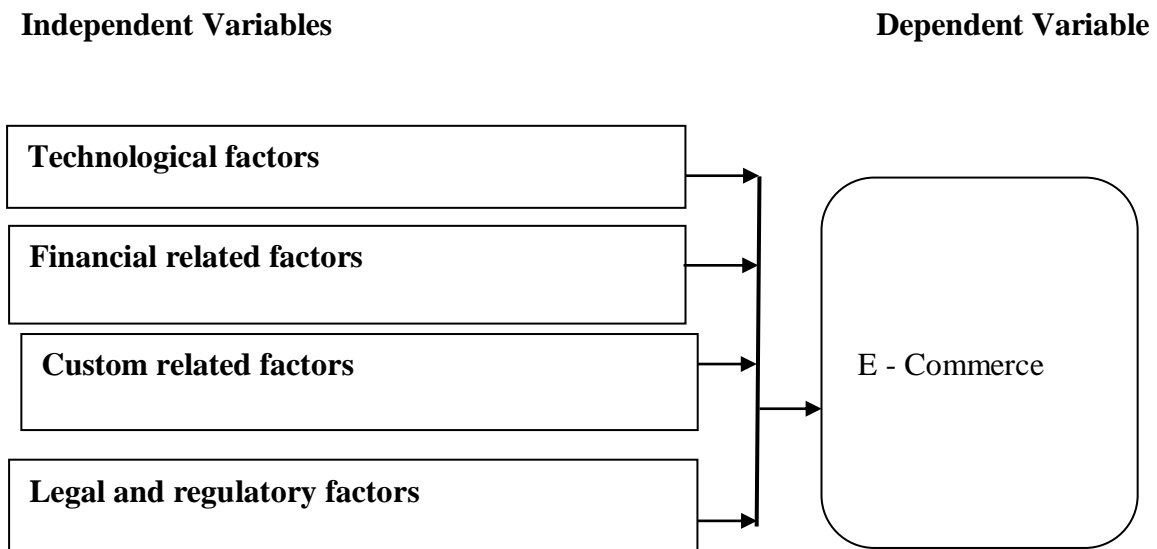 Independent Variables
Dependent Variable
Technological factors
Financial related factors
Custom related factors
E - Commerce
Legal and regulatory factors